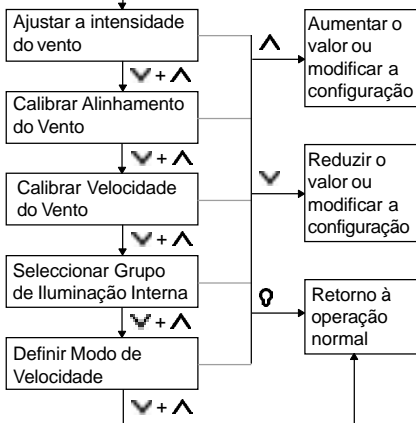 Ajustar a intensidade
do vento
+
Calibrar Alinhamento
do Vento
+
Calibrar Velocidade
do Vento
+
Seleccionar Grupo
de Iluminação Interna
+
Definir Modo de
Velocidade
+
Aumentar o
valor ou
modificar a
configuração
Reduzir o
valor ou
modificar a
configuração
Retorno à
operação
normal